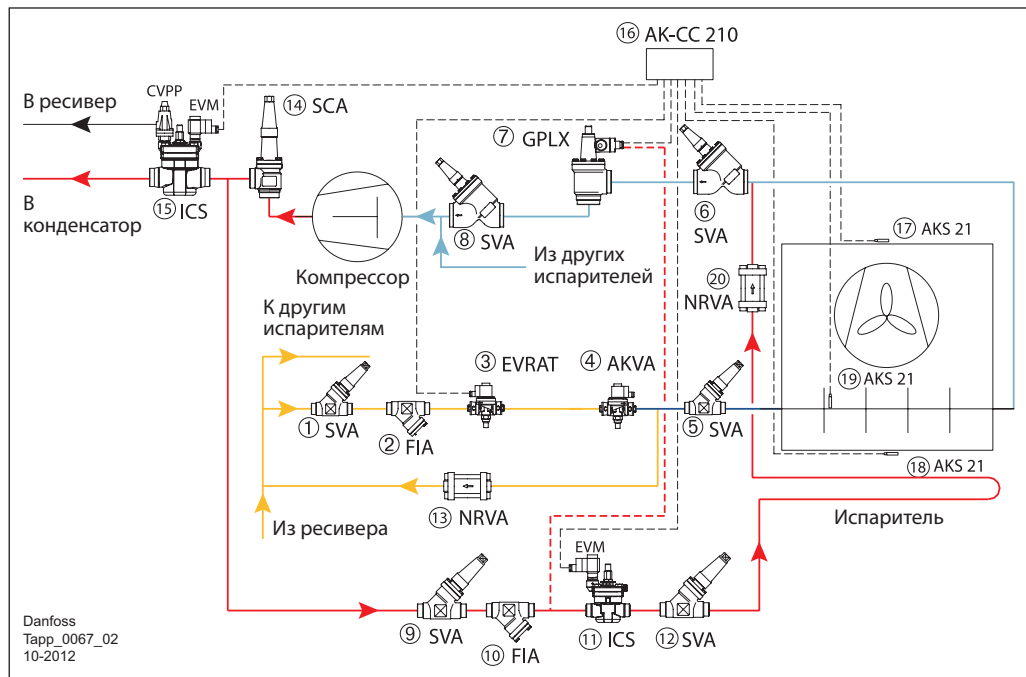 ⑯ AK-CC 210
CVPP
EVM
В ресивер
⑭ SCA
⑦ GPLX
В
конденсатор
⑮ ICS
⑥
SVA
⑧ SVA
⑰ AKS 21
Из других
испарителей
Компрессор
⑳
NRVA
К другим
испарителям
③ EVRAT
④ AKVA
⑲ AKS 21
① SVA
② FIA
⑤ SVA
⑱ AKS 21
⑬ NRVA
Из ресивера
Испаритель
EVM
⑨ SVA
⑩ FIA
⑪ ICS
⑫ SVA
Danfoss
Tapp_0067_02
10-2012